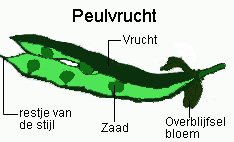 Peulvrucht
Vrucht
restje van
de stijl
Zaad
Overblijfsel
bloem